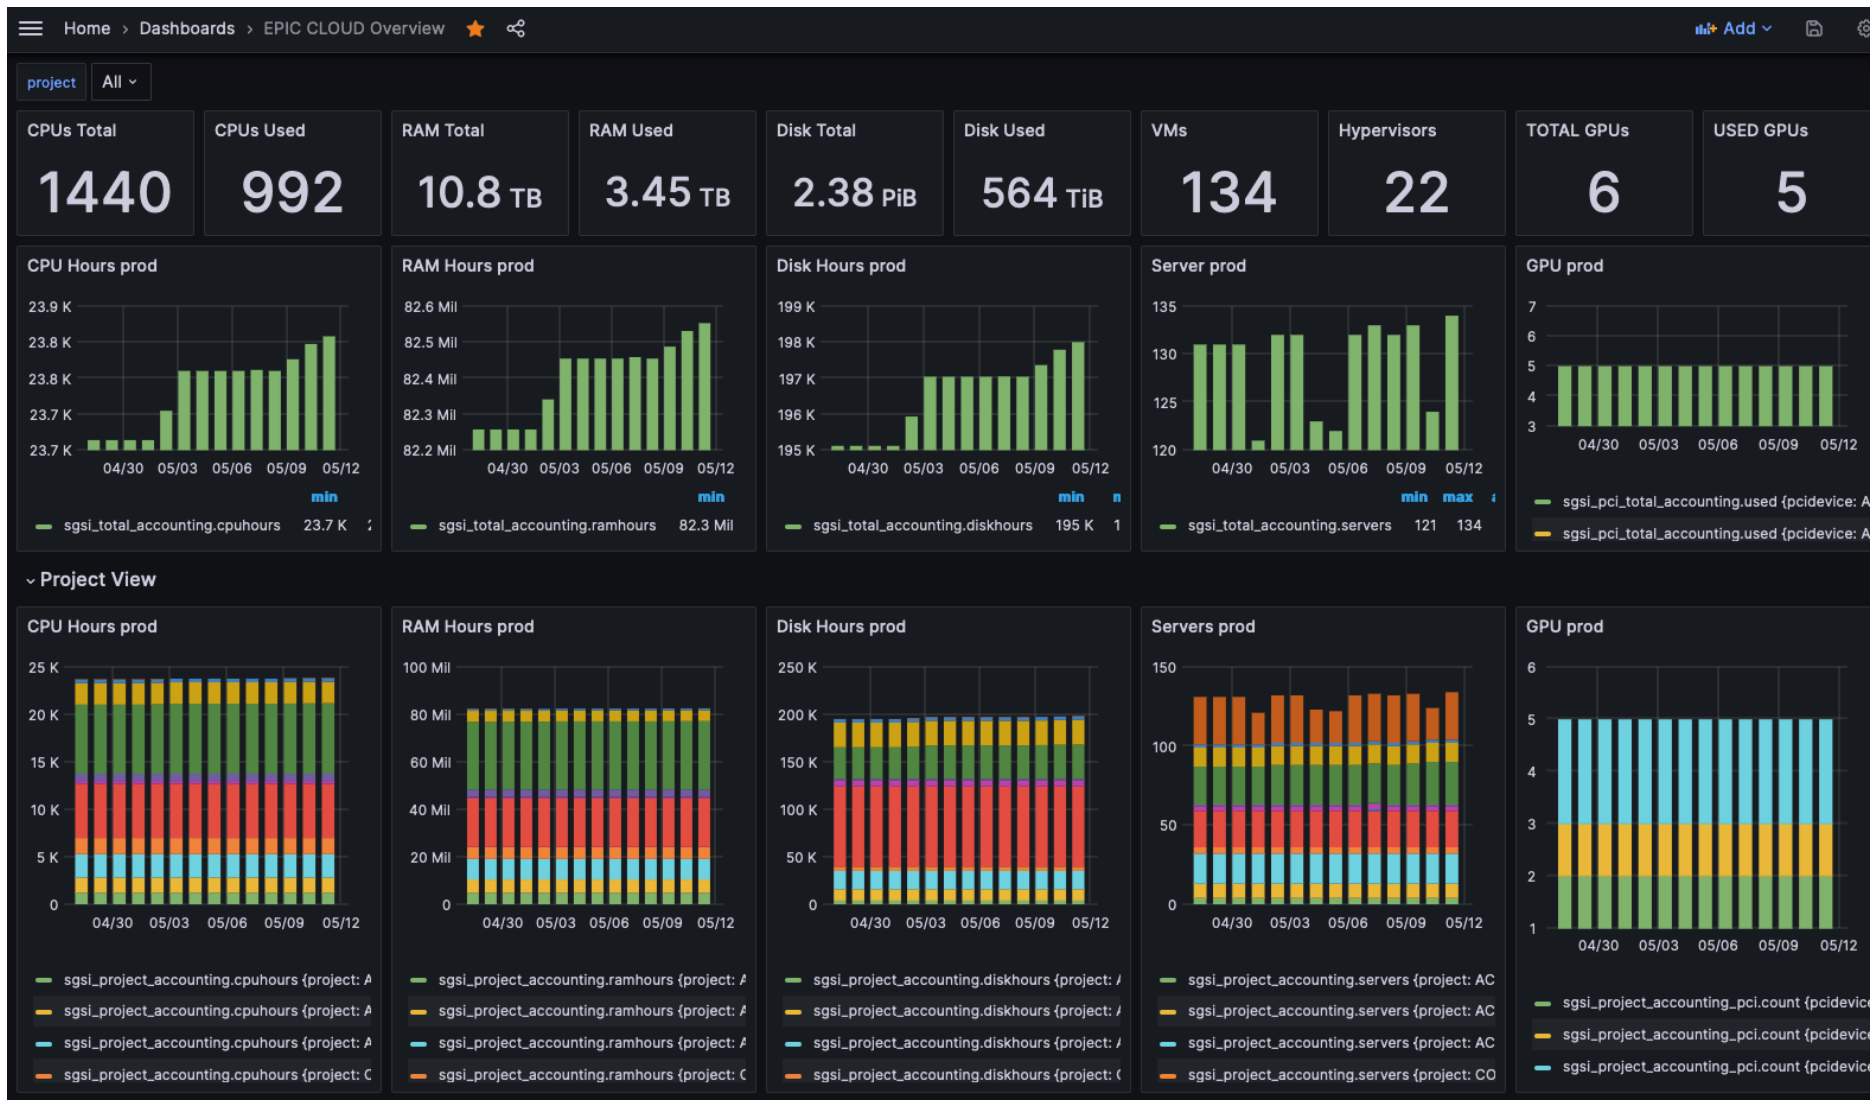 Home › Dashboards › EPIC CLOUD Overview
Add
project All
CPUs Total
1440
CPUs Used
992
RAM Total
10.8 TB
RAM Used
3.45 TB
Disk Total
2.38 PiB
Disk Used
564 TiB
VMs
134
Hypervisors
22
TOTAL GPUs
6
USED GPUs
5
CPU Hours prod
23.9 K
23.8 K
23.8 K
23.7 K
23.7 K
04/30 05/03 05/06 05/09 05/12
min
sgsi_total_accounting.cpuhours 23.7 K
RAM Hours prod
82.6 Mil
82.5 Mil
82.4 Mil
82.3 Mil
82.2 Mil
04/30 05/03 05/06 05/09 05/12
min
sgsi_total_accounting.ramhours 82.3 Mil
Disk Hours prod
199 K
198 K
197 K
196 K
195 K
04/30 05/03 05/06 05/09 05/12
min
sgsi_total_accounting.diskhours 195 K 1
Server prod
135
130
125
120
04/30 05/03 05/06 05/09 05/12
min max
sgsi_total_accounting.servers 121 134
GPU prod
7
6
5
4
3
04/30 05/03 05/06 05/09 05/12
sgsi_pci_total_accounting.used {pcidevice: A
sgsi_pci_total_accounting.used {pcidevice: A
Project View
CPU Hours prod
25 K
20 K
15 K
10 K
5 K
0
04/30 05/03 05/06 05/09 05/12
sgsi_project_accounting.cpuhours {project: A
sgsi_project_accounting.cpuhours {project: A
sgsi_project_accounting.cpuhours {project: A
sgsi_project_accounting.cpuhours {project: C
RAM Hours prod
100 Mil
80 Mil
60 Mil
40 Mil
20 Mil
0
04/30 05/03 05/06 05/09 05/12
sgsi_project_accounting.ramhours {project: A
sgsi_project_accounting.ramhours {project: A
sgsi_project_accounting.ramhours {project: A
sgsi_project_accounting.ramhours {project: C
Disk Hours prod
250 K
200 K
150 K
100 K
50 K
0
04/30 05/03 05/06 05/09 05/12
sgsi_project_accounting.diskhours {project: A
sgsi_project_accounting.diskhours {project: A
sgsi_project_accounting.diskhours {project: A
sgsi_project_accounting.diskhours {project: C
Servers prod
150
100
50
0
04/30 05/03 05/06 05/09 05/12
sgsi_project_accounting.servers {project: AC
sgsi_project_accounting.servers {project: AC
sgsi_project_accounting.servers {project: AC
sgsi_project_accounting.servers {project: CO
GPU prod
6
5
4
3
2
1
04/30 05/03 05/06 05/09 05/12
sgsi_project_accounting_pci.count {pcidevice
sgsi_project_accounting_pci.count {pcidevice
sgsi_project_accounting_pci.count {pcidevice